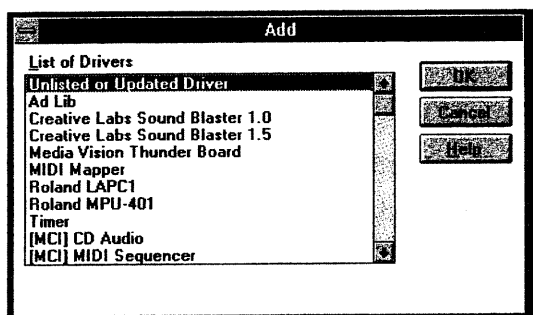 Add
List of Drivers
Unlisted or Updated Driver
Ad Lib
Creative Labs Sound Blaster 1.0
Creative Labs Sound Blaster 1.5
Media Vision Thunder Board
MIDI Mapper
Roland LAPC1
Roland MPU-401
Timer
[MCI] CD Audio
[MCI] MIDI Sequencer
OK
Cancel
Help